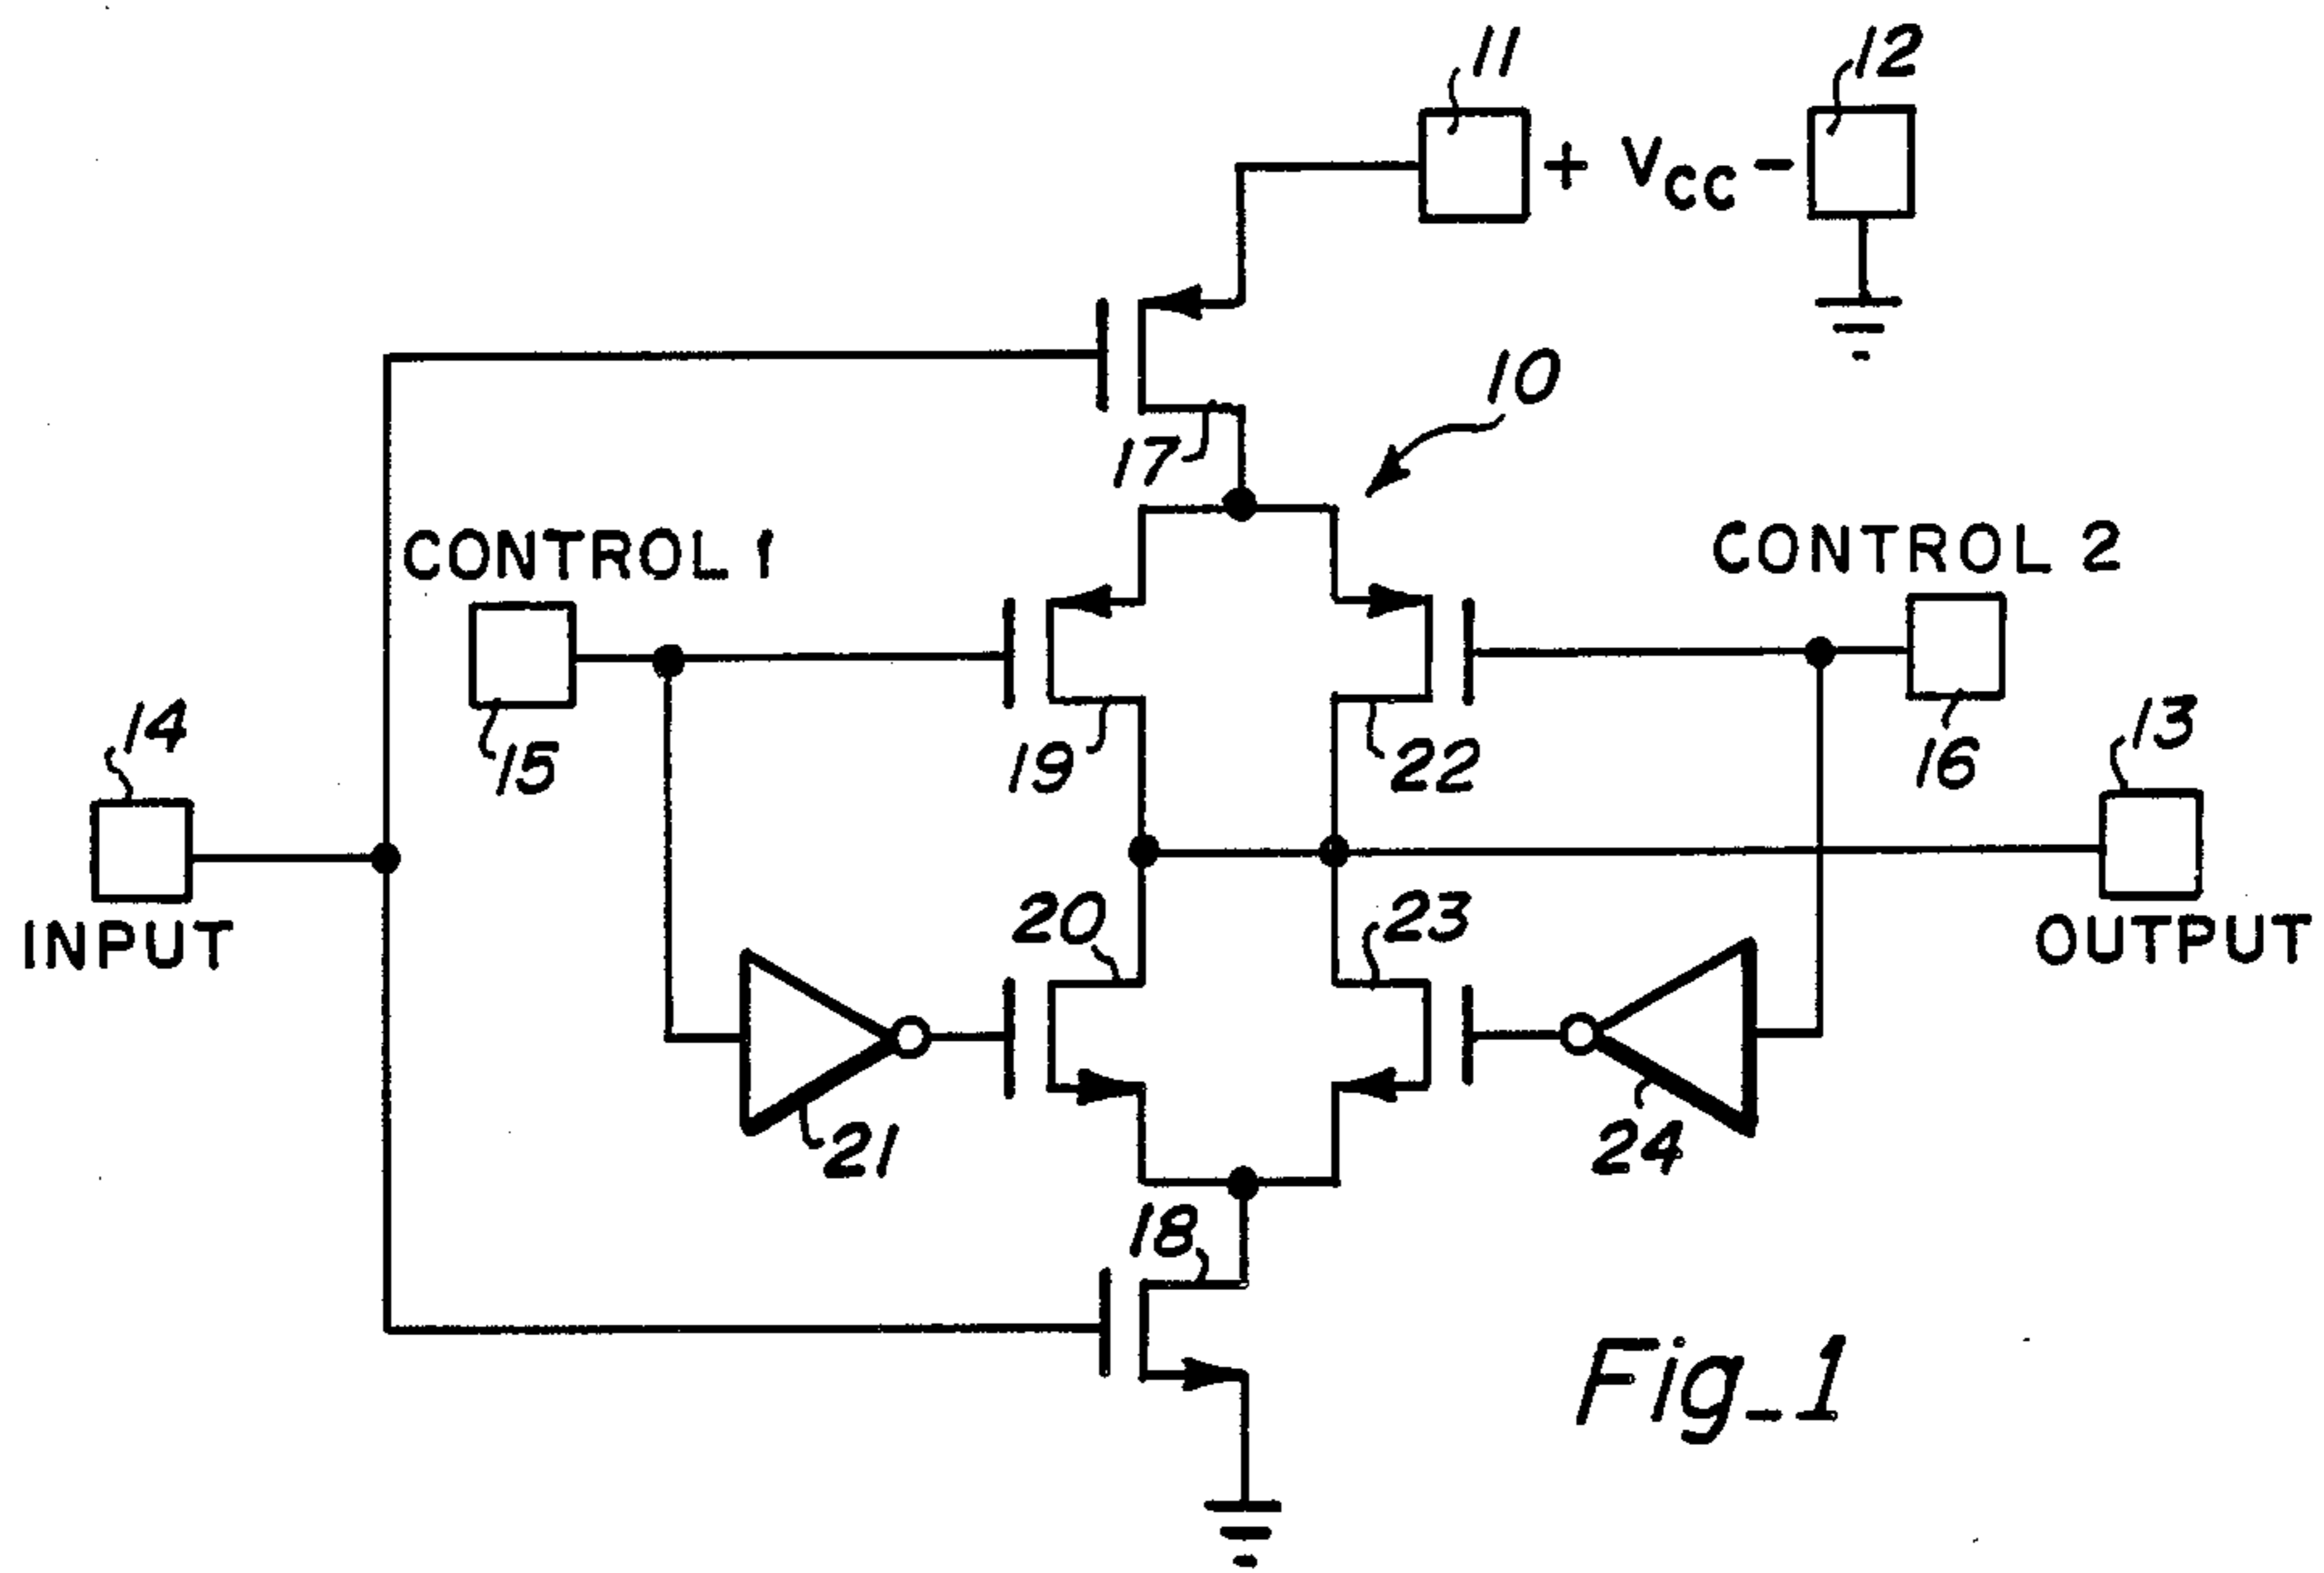 11
12
+ VCC -
10
17
CONTROL 1
CONTROL 2
14
15
19
22
16
13
INPUT
20
23
OUTPUT
21
24
18
Fig_1